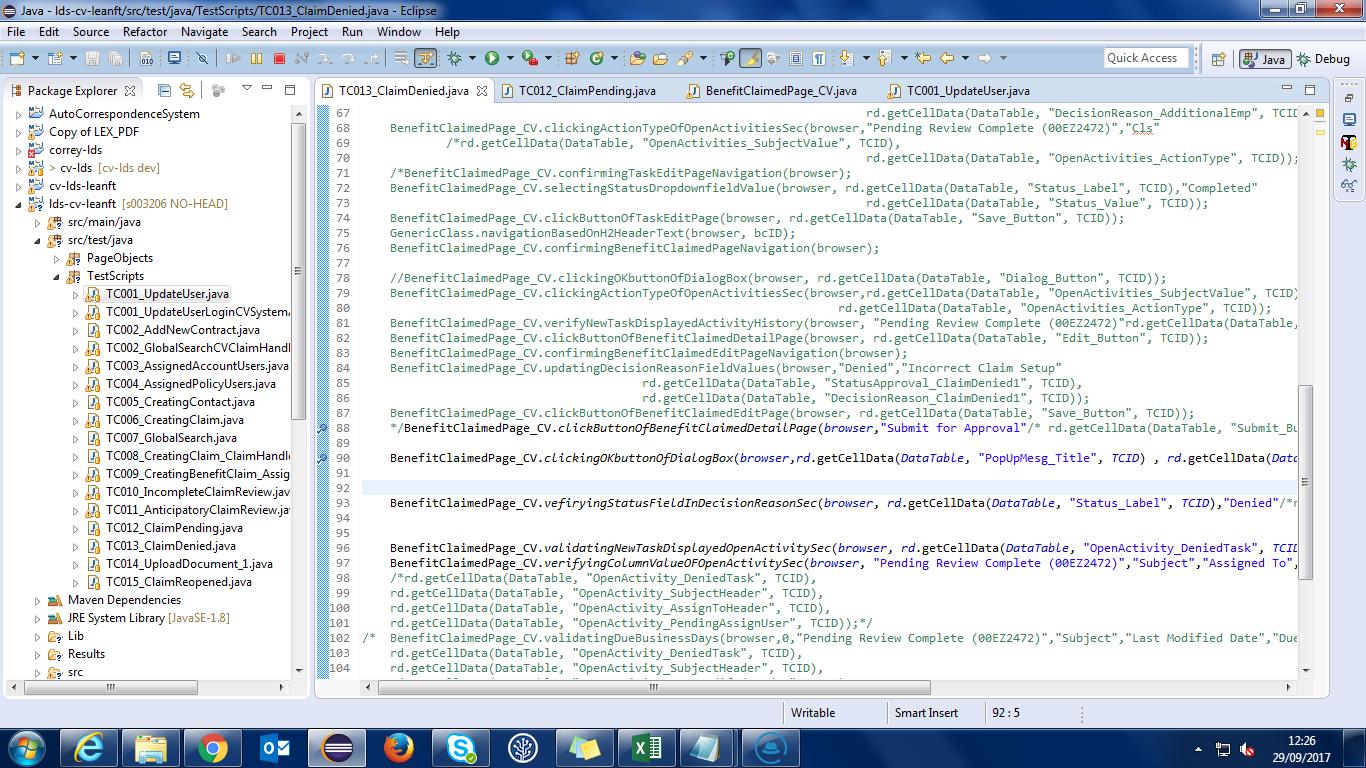 Java - lds-cv-leanft/src/test/java/TestScripts/TC013_ClaimDenied.java - Eclipse
File Edit Source Refactor Navigate Search Project Run Window Help
Quick Access
Java
Debug
Package Explorer
AutoCorrespondenceSystem
Copy of LEX_PDF
correy-lds
> cv-lds [cv-lds dev]
cv-lds-leanft
lds-cv-leanft [s003206 NO-HEAD]
src/main/java
src/test/java
PageObjects
TestScripts
TC001_UpdateUser.java
TC001_UpdateUserLoginCVSystem
TC002_AddNewContract.java
TC002_GlobalSearchCVClaimHandl
TC003_AssignedAccountUsers.java
TC004_AssignedPolicyUsers.java
TC005_CreatingContact.java
TC006_CreatingClaim.java
TC007_GlobalSearch.java
TC008_CreatingClaim_ClaimHandle
TC009_CreatingBenefitClaim_Assig
TC010_IncompleteClaimReview.jav
TC011_AnticipatoryClaimReview.jav
TC012_ClaimPending.java
TC013_ClaimDenied.java
TC014_UploadDocument_1.java
TC015_ClaimReopened.java
Maven Dependencies
JRE System Library [JavaSE-1.8]
Lib
Results
src
TC013_ClaimDenied.java TC012_ClaimPending.java BenefitClaimedPage_CV.java TC001_UpdateUser.java
67 rd.getCellData(DataTable, "DecisionReason_AdditionalEmp", TCID
68 BenefitClaimedPage_CV.clickingActionTypeOfOpenActivitiesSec(browser,"Pending Review Complete (00EZ2472)","Cls"
69 /*rd.getCellData(DataTable, "OpenActivities_SubjectValue", TCID),
70 rd.getCellData(DataTable, "OpenActivities_ActionType", TCID));
71 /*BenefitClaimedPage_CV.confirmingTaskEditPageNavigation(browser);
72 BenefitClaimedPage_CV.selectingStatusDropdownfieldValue(browser, rd.getCellData(DataTable, "Status_Label", TCID),"Completed"
73 rd.getCellData(DataTable, "Status_Value", TCID));
74 BenefitClaimedPage_CV.clickButtonOfTaskEditPage(browser, rd.getCellData(DataTable, "Save_Button", TCID));
75 GenericClass.navigationBasedOnH2HeaderText(browser, bcID);
76 BenefitClaimedPage_CV.confirmingBenefitClaimedPageNavigation(browser);
77
78 //BenefitClaimedPage_CV.clickingOKbuttonOfDialogBox(browser, rd.getCellData(DataTable, "Dialog_Button", TCID));
79 BenefitClaimedPage_CV.clickingActionTypeOfOpenActivitiesSec(browser,rd.getCellData(DataTable, "OpenActivities_SubjectValue", TCID)
80 rd.getCellData(DataTable, "OpenActivities_ActionType", TCID));
81 BenefitClaimedPage_CV.verifyNewTaskDisplayedActivityHistory(browser, "Pending Review Complete (00EZ2472)"rd.getCellData(DataTable,
82 BenefitClaimedPage_CV.clickButtonOfBenefitClaimedDetailPage(browser, rd.getCellData(DataTable, "Edit_Button", TCID));
83 BenefitClaimedPage_CV.confirmingBenefitClaimedEditPageNavigation(browser);
84 BenefitClaimedPage_CV.updatingDecisionReasonFieldValues(browser,"Denied","Incorrect Claim Setup"
85 rd.getCellData(DataTable, "StatusApproval_ClaimDenied1", TCID),
86 rd.getCellData(DataTable, "DecisionReason_ClaimDenied1", TCID));
87 BenefitClaimedPage_CV.clickButtonOfBenefitClaimedEditPage(browser, rd.getCellData(DataTable, "Save_Button", TCID));
88 */BenefitClaimedPage_CV.clickButtonOfBenefitClaimedDetailPage(browser,"Submit for Approval"/* rd.getCellData(DataTable, "Submit_Bu
89
90 BenefitClaimedPage_CV.clickingOKbuttonOfDialogBox(browser,rd.getCellData(DataTable, "PopUpMesg_Title", TCID) , rd.getCellData(Data
91
92
93 BenefitClaimedPage_CV.vefiryingStatusFieldInDecisionReasonSec(browser, rd.getCellData(DataTable, "Status_Label", TCID),"Denied"/*r
94
95
96 BenefitClaimedPage_CV.validatingNewTaskDisplayedOpenActivitySec(browser, rd.getCellData(DataTable, "OpenActivity_DeniedTask", TCID
97 BenefitClaimedPage_CV.verifyingColumnValueOFOpenActivitySec(browser, "Pending Review Complete (00EZ2472)","Subject","Assigned To",
98 /*rd.getCellData(DataTable, "OpenActivity_DeniedTask", TCID),
99 rd.getCellData(DataTable, "OpenActivity_SubjectHeader", TCID),
100 rd.getCellData(DataTable, "OpenActivity_AssignToHeader", TCID),
101 rd.getCellData(DataTable, "OpenActivity_PendingAssignUser", TCID));*/
102 /* BenefitClaimedPage_CV.validatingDueBusinessDays(browser,0,"Pending Review Complete (00EZ2472)","Subject","Last Modified Date","Due
103 rd.getCellData(DataTable, "OpenActivity_DeniedTask", TCID),
104 rd.getCellData(DataTable, "OpenActivity_SubjectHeader", TCID),
Writable Smart Insert 92 : 5
12:26
29/09/2017